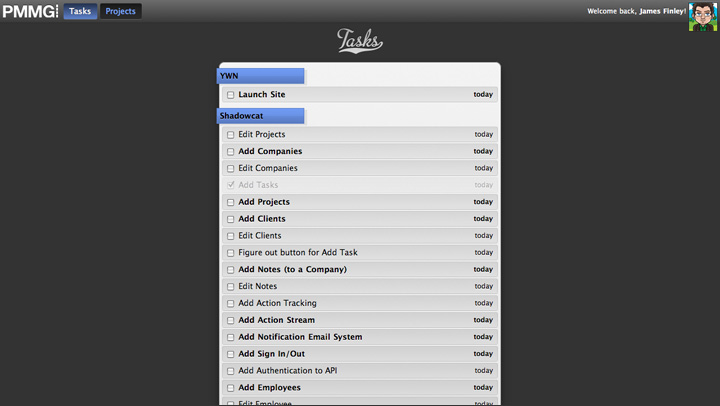 PMMG Tasks Projects Welcome back, James Finley!
Tasks
YWN
Launch Site today
Shadowcat
Edit Projects today
Add Companies today
Edit Companies today
Add Tasks today
Add Projects today
Add Clients today
Edit Clients today
Figure out button for Add Task today
Add Notes (to a Company) today
Edit Notes today
Add Action Tracking today
Add Action Stream today
Add Notification Email System today
Add Sign In/Out today
Add Authentication to API today
Add Employees today
Edit Employee today